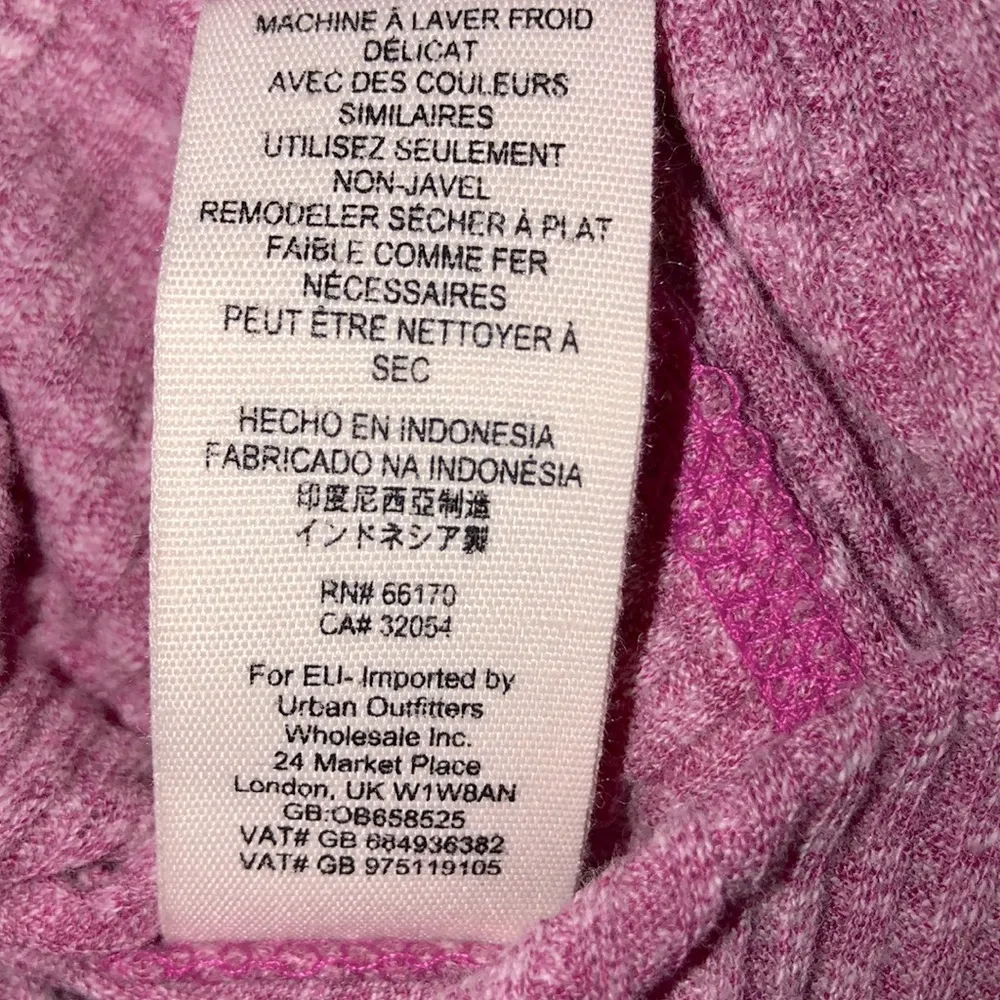 MACHINE À LAVER FROID
DÉLICAT
AVEC DES COULEURS
SIMILAIRES
UTILISEZ SEULEMENT
NON-JAVEL
REMODELER SÉCHER À PLAT
FAIBLE COMME FER
NÉCESSAIRES
PEUT ÊTRE NETTOYER À
SEC
HECHO EN INDONESIA
FABRICADO NA INDONÉSIA
印度尼西亞制造
インドネシア製
RN# 66170
CA# 32054
For EU- Imported by
Urban Outfitters
Wholesale Inc.
24 Market Place
London, UK W1W8AN
GB:OB658525
VAT# GB 684936382
VAT# GB 975119105